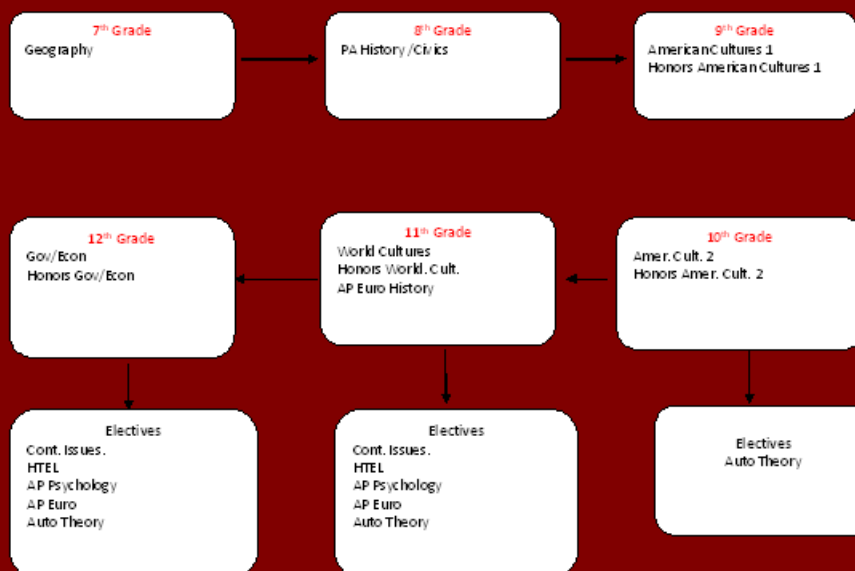 7th Grade
Geography
8th Grade
PA History/Civics
9th Grade
American Cultures 1
Honors American Cultures 1
12th Grade
Gov/Econ
Honors Gov/Econ
11th Grade
World Cultures
Honors World. Cult.
AP Euro History
10th Grade
Amer. Cult. 2
Honors Amer. Cult. 2
Electives
Cont. Issues.
HTEL
AP Psychology
AP Euro
Auto Theory
Electives
Cont. Issues.
HTEL
AP Psychology
AP Euro
Auto Theory
Electives
Auto Theory